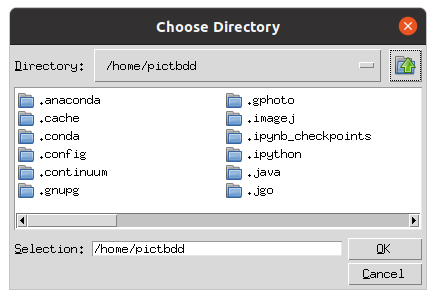 Choose Directory
Directory: /home/pictbdd
.anaconda .gphoto
.cache .imagej
.conda .ipynb_checkpoints
.config .ipython
.continuum .java
.gnupg .jgo
Selection: /home/pictbdd OK
Cancel